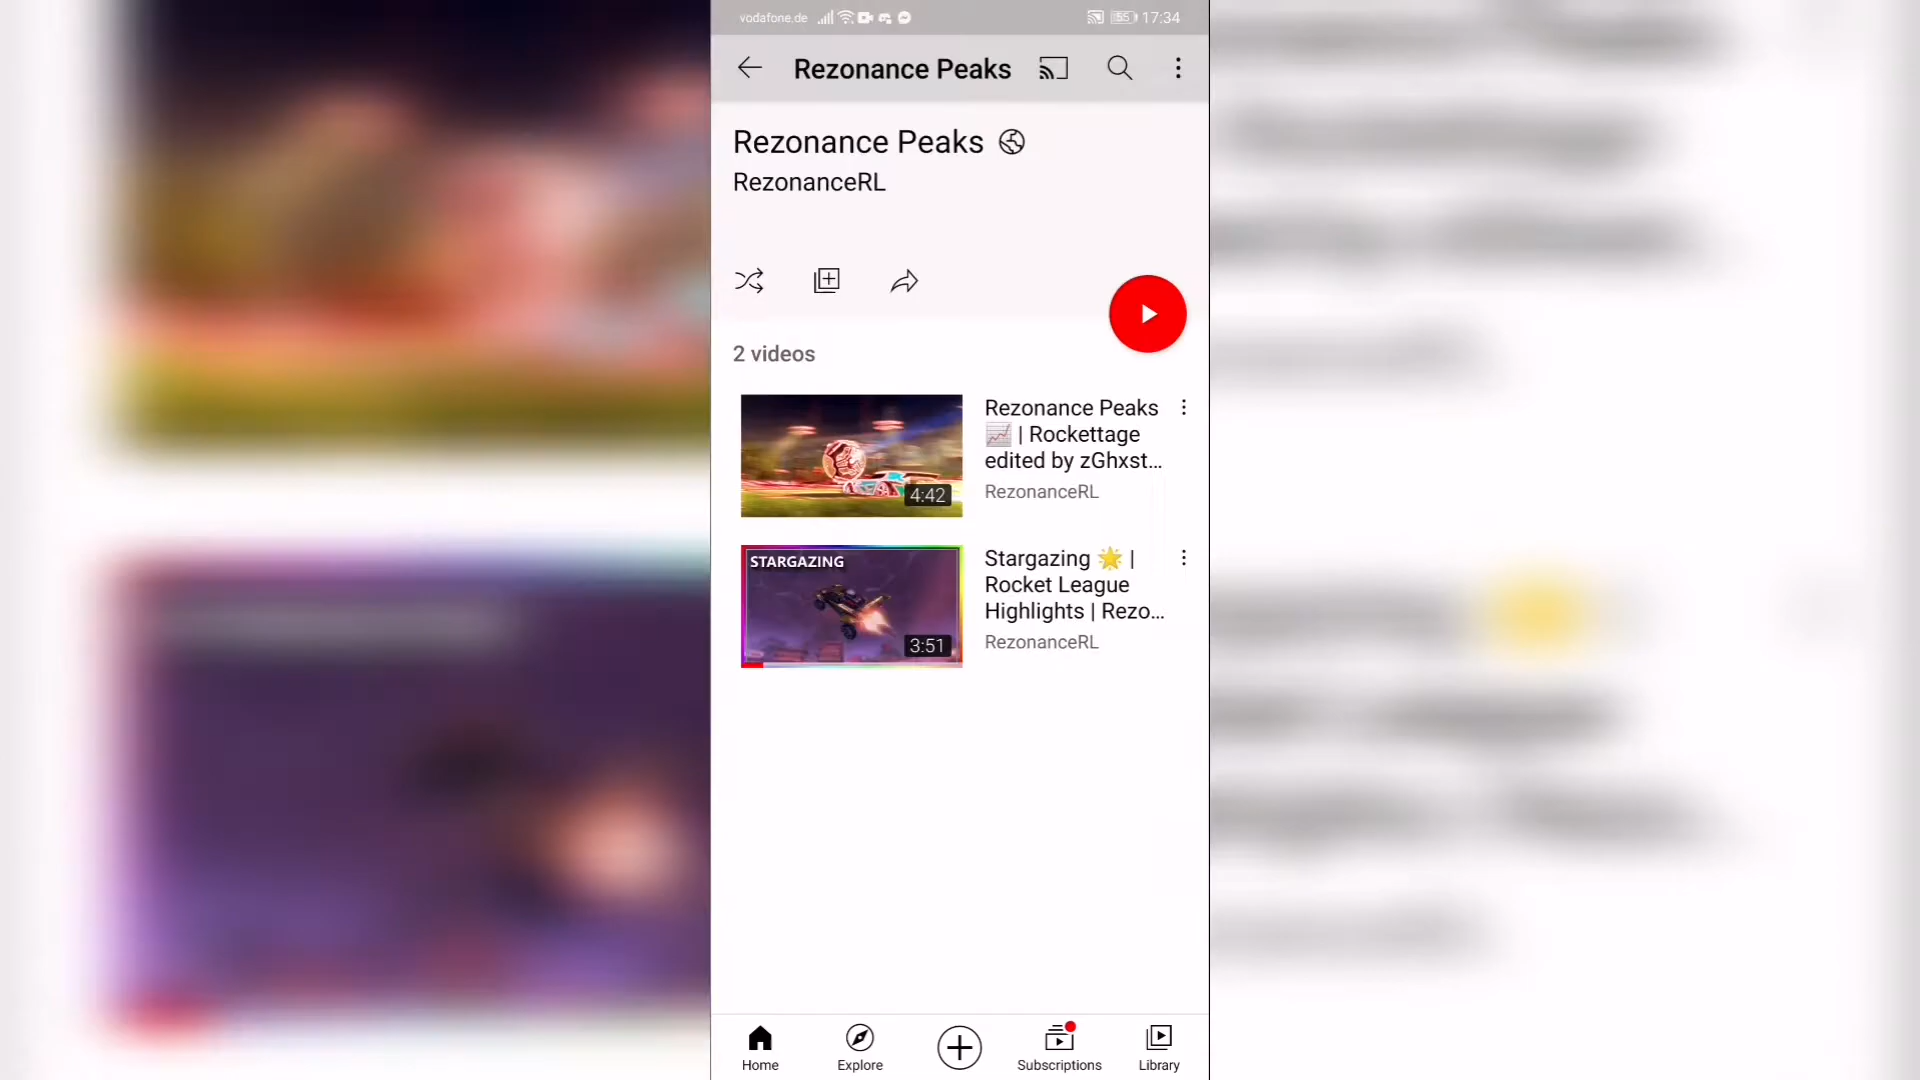 vodafone.de 55 17:34
Rezonance Peaks
Rezonance Peaks
RezonanceRL
2 videos
Rezonance Peaks
📈 | Rockettage
edited by zGhxst...
4:42
RezonanceRL
STARGAZING
Stargazing 🌟 |
Rocket League
Highlights | Rezo...
3:51
RezonanceRL
Home Explore Subscriptions Library